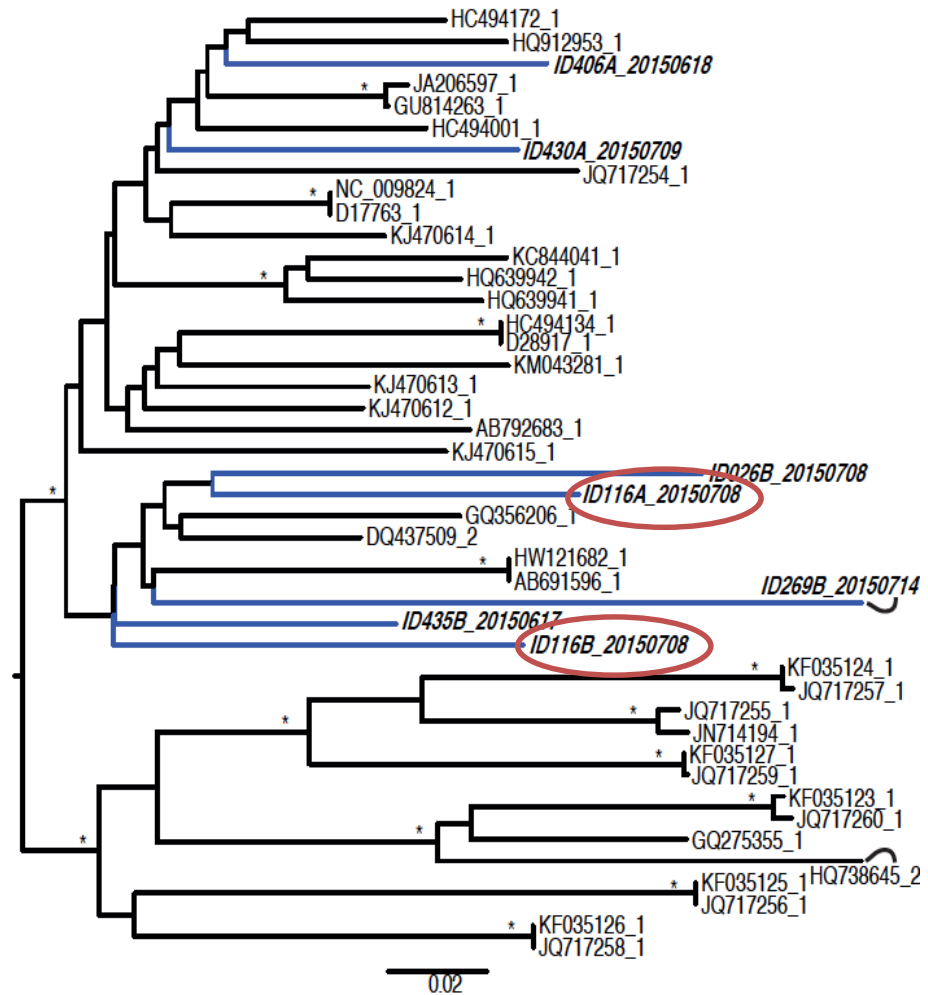 HC494172_1
HQ912953_1
ID406A_20150618
*
JA206597_1
GU814263_1
HC494001_1
ID430A_20150709
JQ717254_1
*
NC_009824_1
D17763_1
KJ470614_1
KC844041_1
*
HQ639942_1
HQ639941_1
*
HC494134_1
D28917_1
KM043281_1
KJ470613_1
KJ470612_1
AB792683_1
KJ470615_1
*
ID026B_20150708
ID116A_20150708
GQ356206_1
DQ437509_2
*
HW121682_1
AB691596_1
ID269B_20150714
ID435B_20150617
ID116B_20150708
*
KF035124_1
JQ717257_1
*
*
JQ717255_1
JN714194_1
*
KF035127_1
JQ717259_1
*
KF035123_1
JQ717260_1
*
*
GQ275355_1
HQ738645_2
*
KF035125_1
JQ717256_1
*
KF035126_1
JQ717258_1
0.02